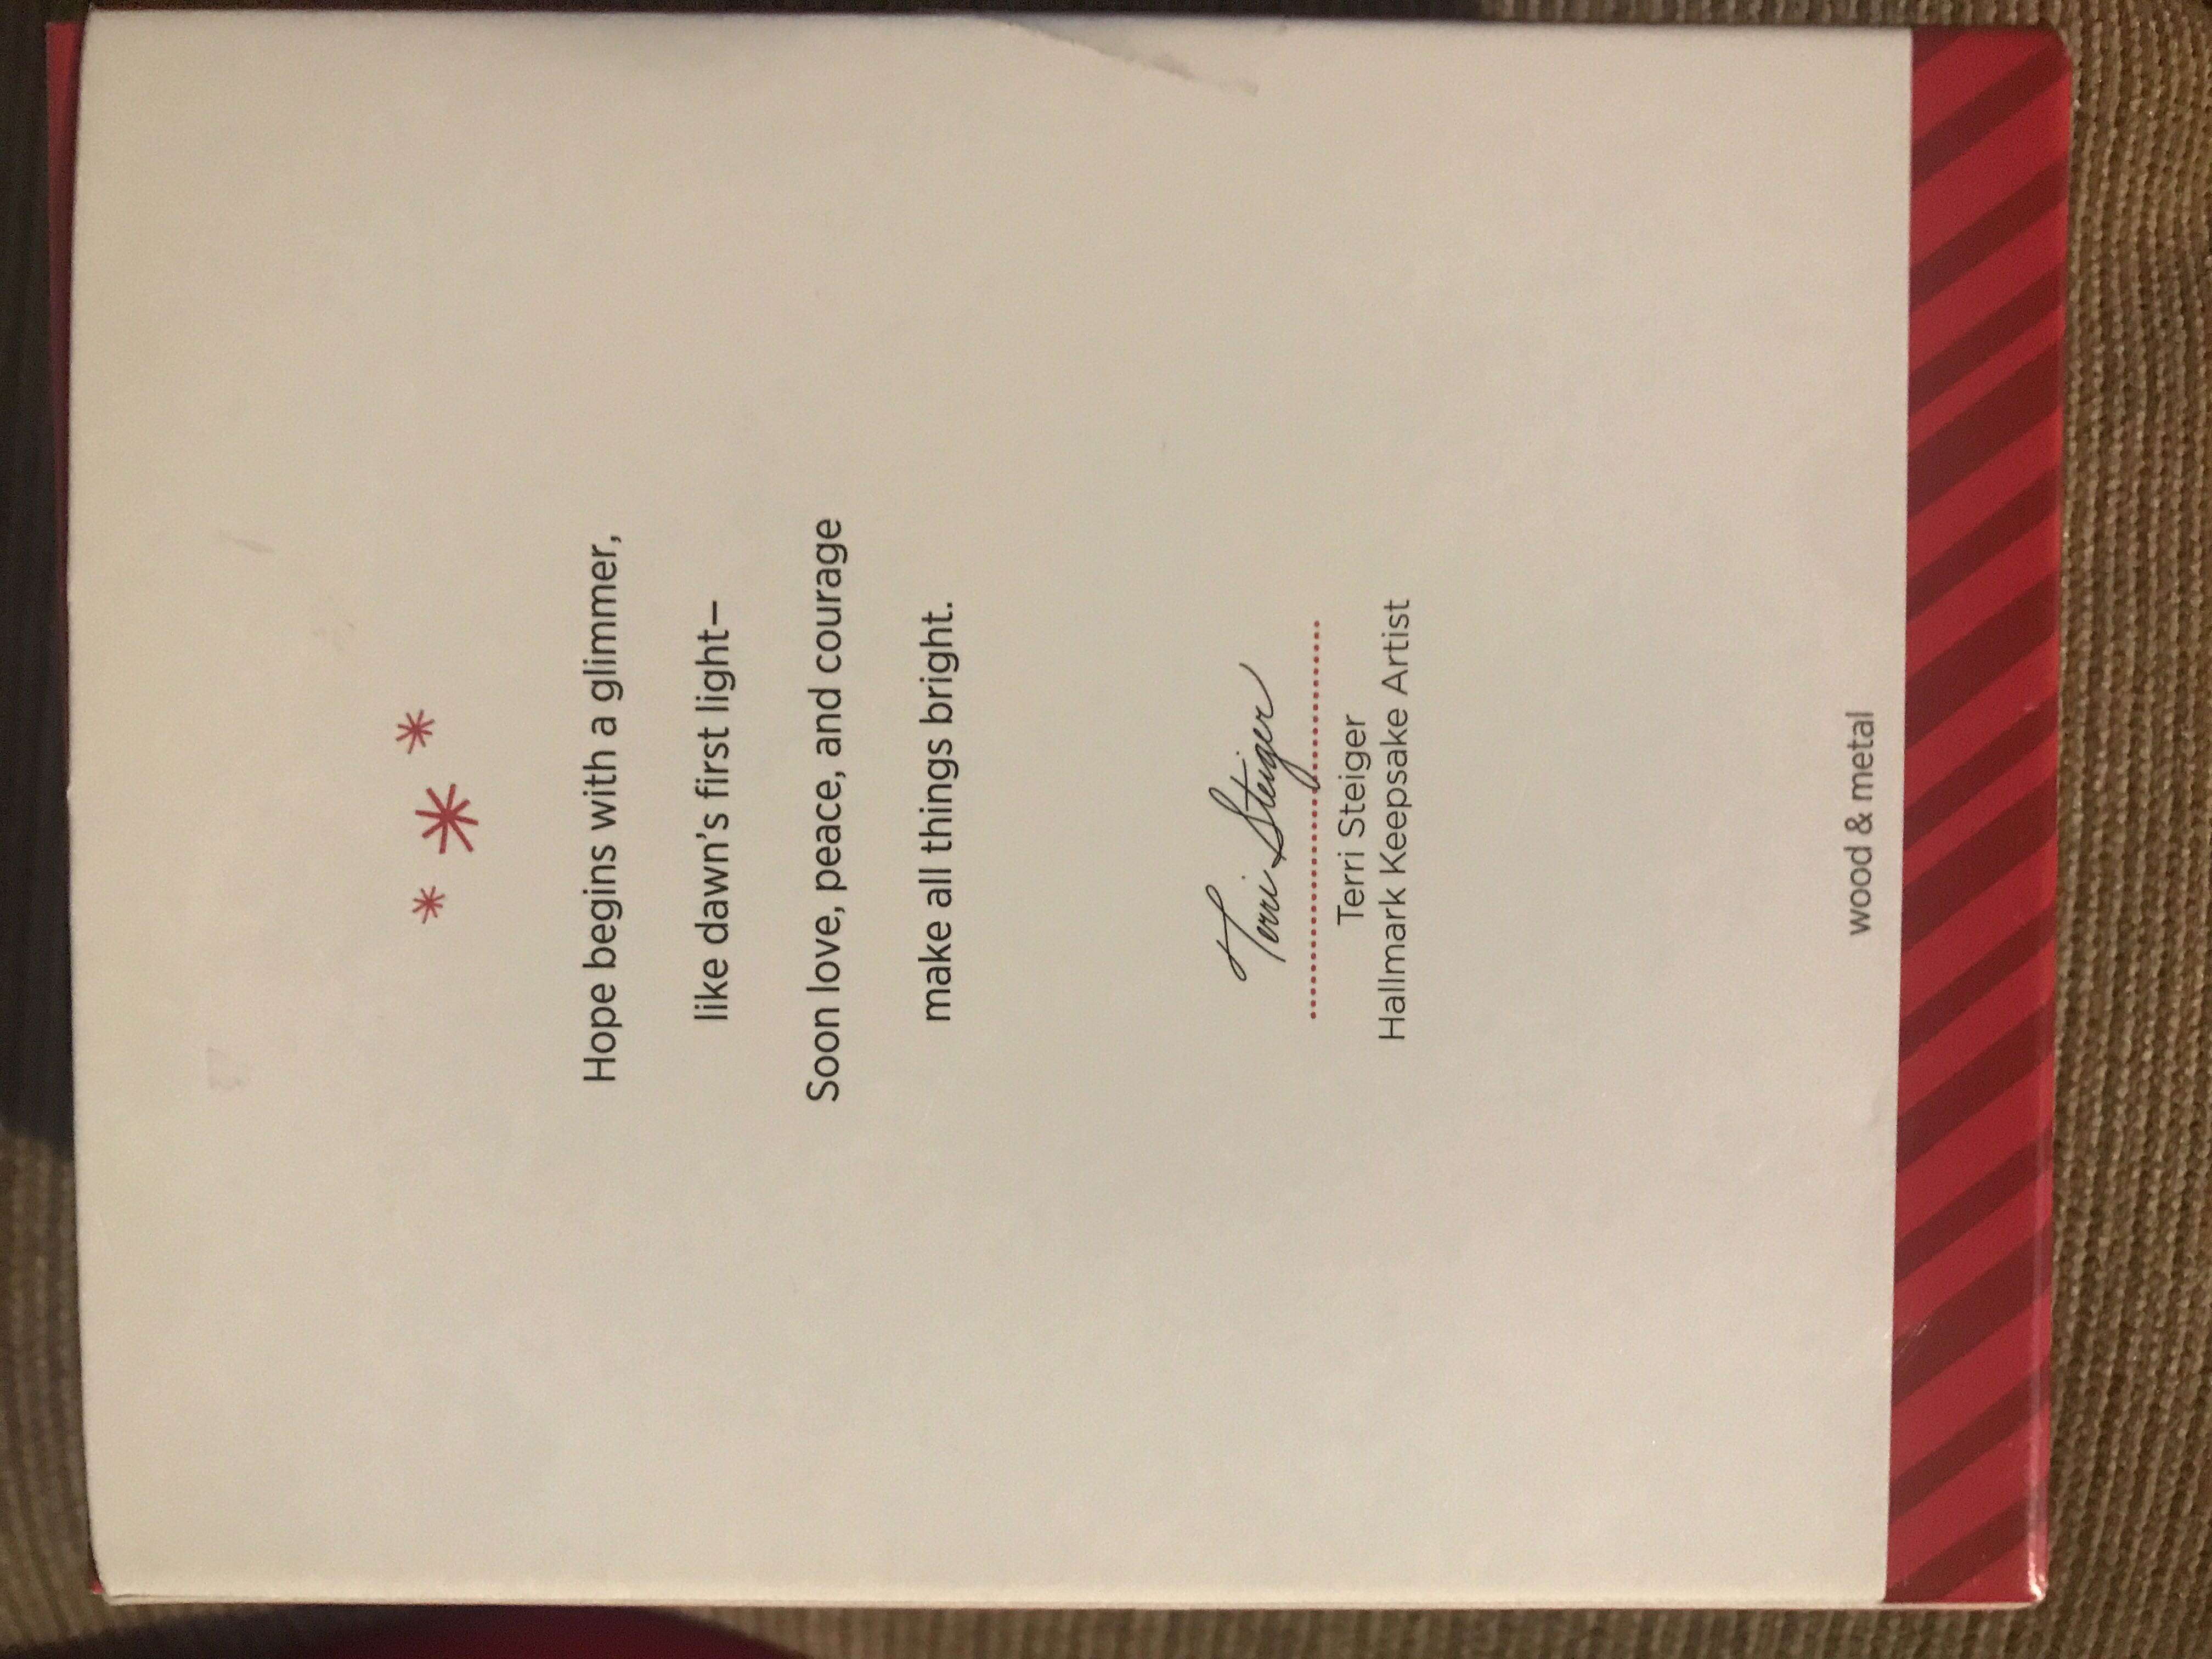 Hope begins with a glimmer,
like dawn's first light–
Soon love, peace, and courage
make all things bright.
Terri Steiger
Terri Steiger
Hallmark Keepsake Artist
wood & metal